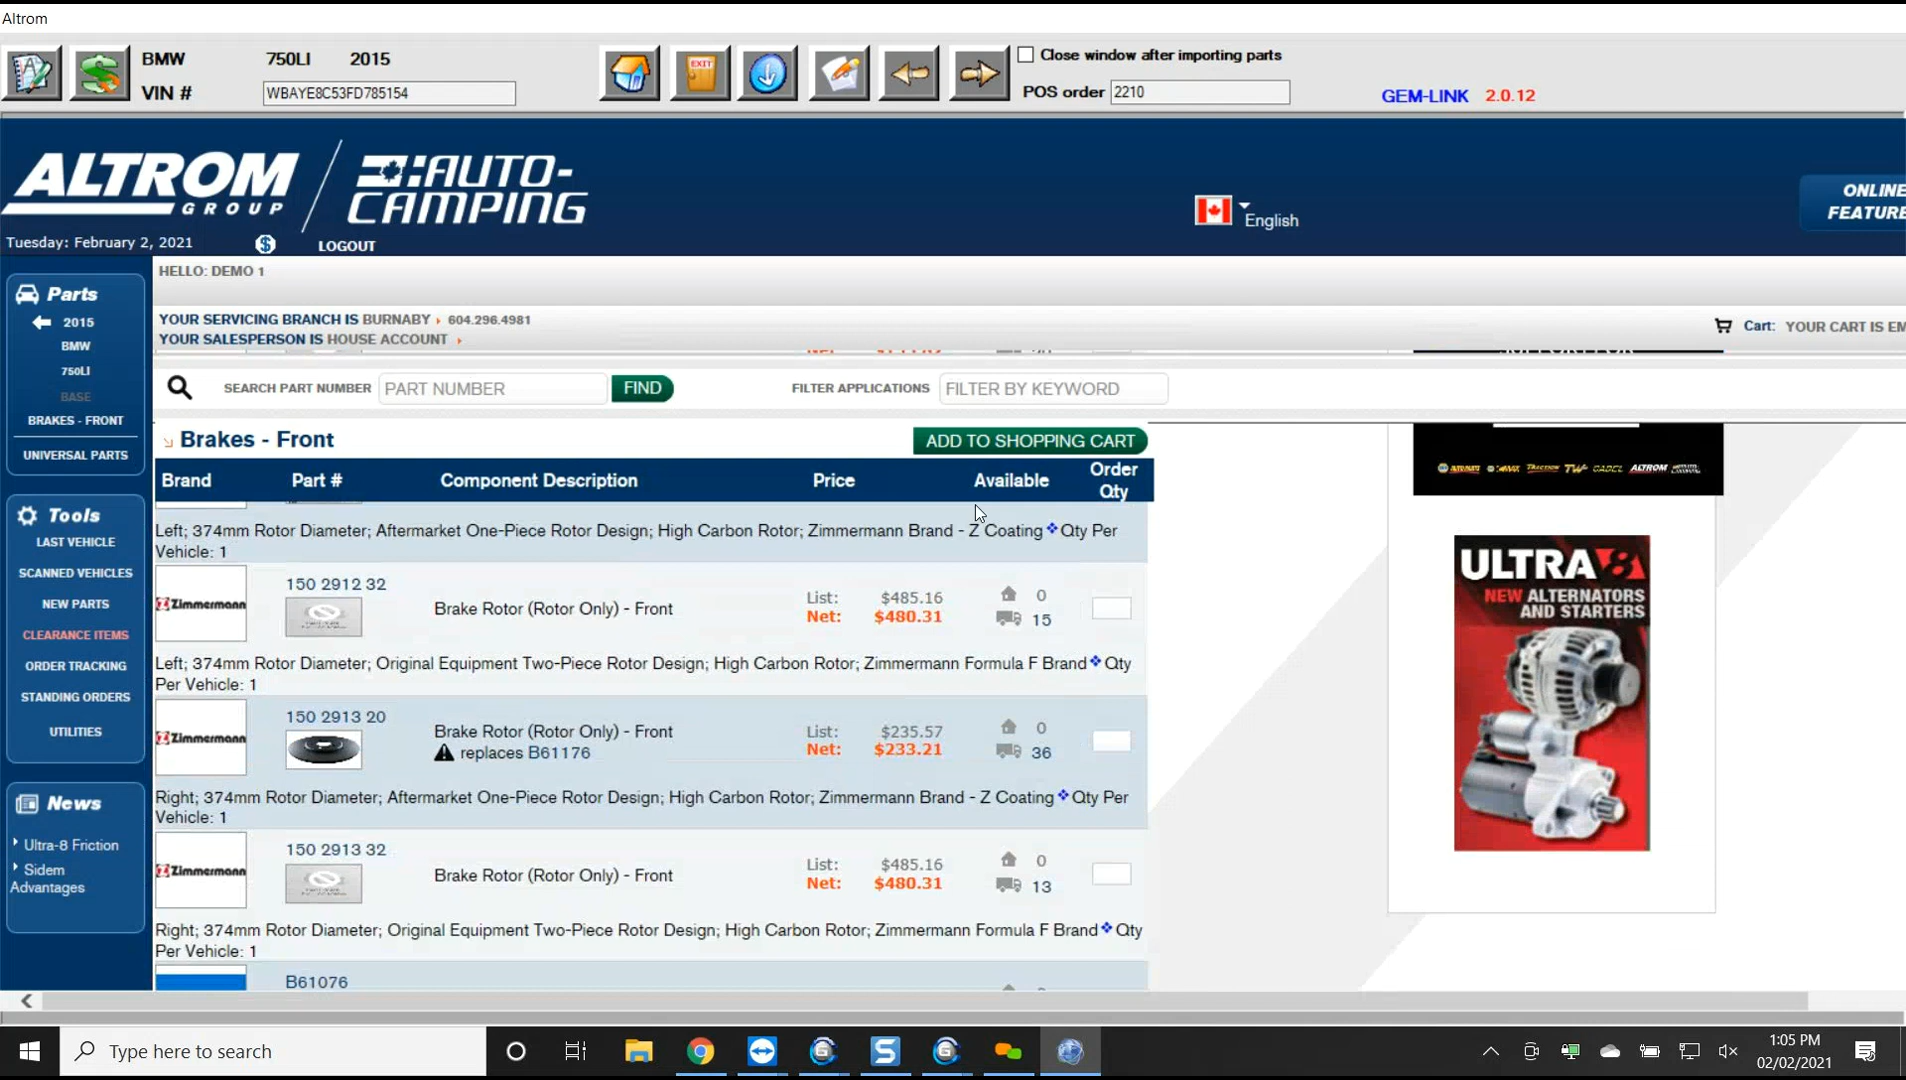 Altrom
BMW 750LI 2015
VIN # WBAYE8C53FD785154
EXIT
Close window after importing parts
POS order 2210
GEM-LINK 2.0.12
ALTROM GROUP
AUTO-CAMPING
ONLINE
FEATURE
English
Tuesday: February 2, 2021 LOGOUT
HELLO: DEMO 1
YOUR SERVICING BRANCH IS BURNABY 604.296.4981
YOUR SALESPERSON IS HOUSE ACCOUNT
Cart: YOUR CART IS EM
SEARCH PART NUMBER PART NUMBER FIND FILTER APPLICATIONS FILTER BY KEYWORD
Parts
2015
BMW
750LI
BASE
BRAKES - FRONT
UNIVERSAL PARTS
Tools
LAST VEHICLE
SCANNED VEHICLES
NEW PARTS
CLEARANCE ITEMS
ORDER TRACKING
STANDING ORDERS
UTILITIES
News
Ultra-8 Friction
Sidem
Advantages
Brakes - Front ADD TO SHOPPING CART
Brand Part # Component Description Price Available Order Qty
Left; 374mm Rotor Diameter; Aftermarket One-Piece Rotor Design; High Carbon Rotor; Zimmermann Brand - Z Coating Qty Per
Vehicle: 1
Zimmermann
150 2912 32
Brake Rotor (Rotor Only) - Front
List: $485.16 0
Net: $480.31 15
Left; 374mm Rotor Diameter; Original Equipment Two-Piece Rotor Design; High Carbon Rotor; Zimmermann Formula F Brand Qty
Per Vehicle: 1
Zimmermann
150 2913 20
Brake Rotor (Rotor Only) - Front
replaces B61176
List: $235.57 0
Net: $233.21 36
Right; 374mm Rotor Diameter; Aftermarket One-Piece Rotor Design; High Carbon Rotor; Zimmermann Brand - Z Coating Qty Per
Vehicle: 1
Zimmermann
150 2913 32
Brake Rotor (Rotor Only) - Front
List: $485.16 0
Net: $480.31 13
Right; 374mm Rotor Diameter; Original Equipment Two-Piece Rotor Design; High Carbon Rotor; Zimmermann Formula F Brand Qty
Per Vehicle: 1
B61076
TRACTION TW CADEL ALTROM
ULTRA 8
NEW ALTERNATORS
AND STARTERS
Type here to search
1:05 PM
02/02/2021